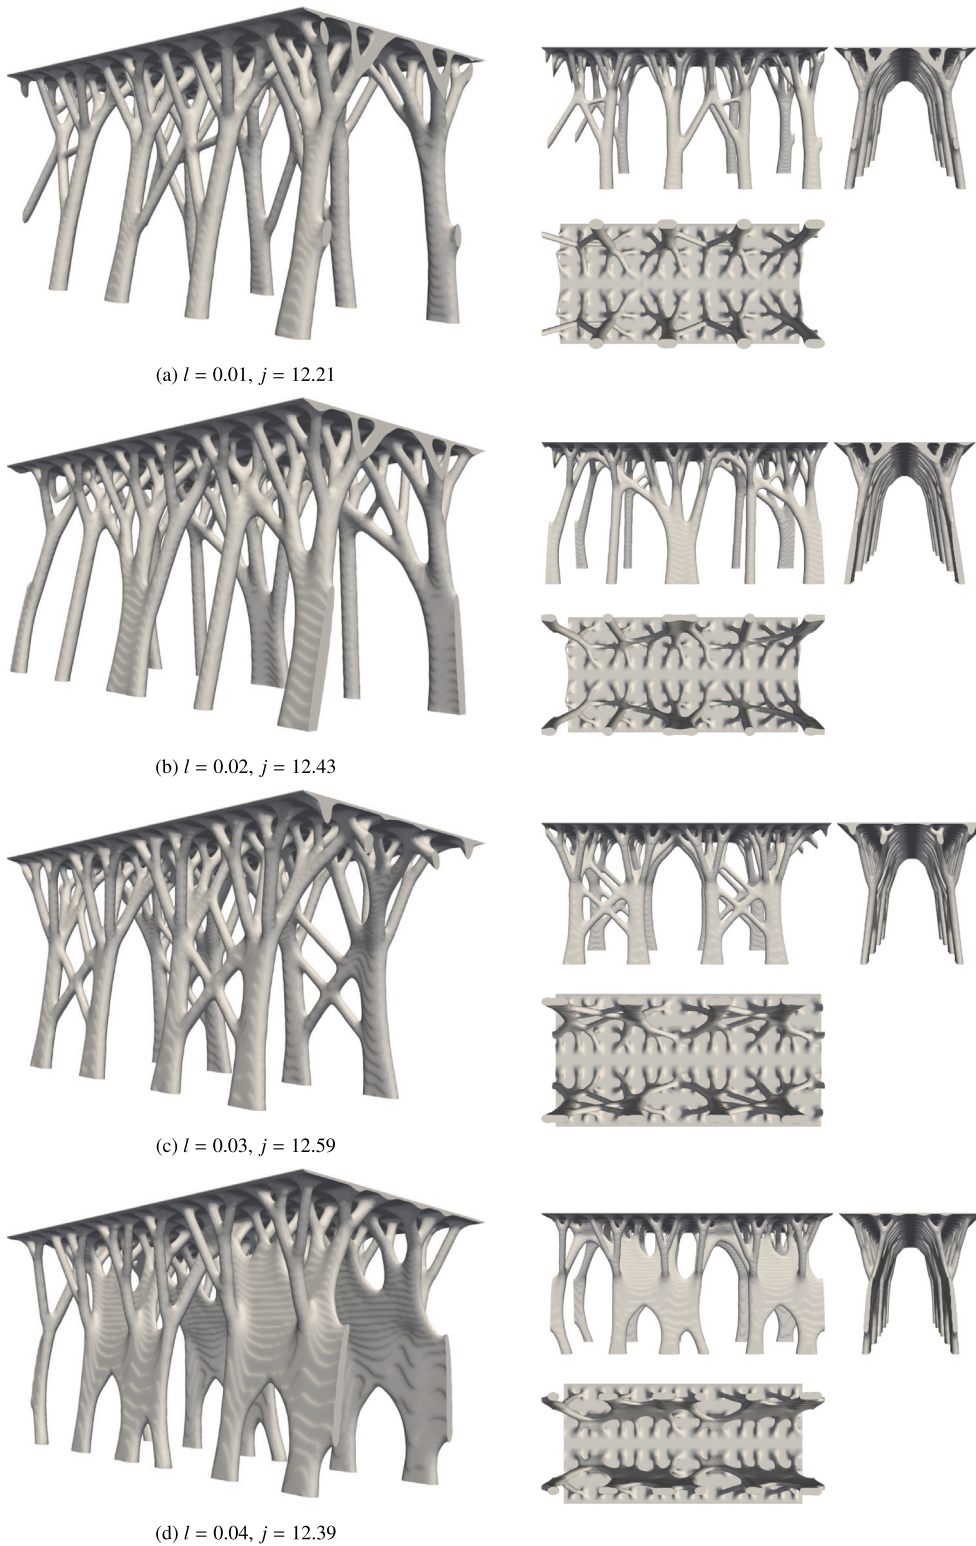 (a) l = 0.01, j = 12.21
(b) l = 0.02, j = 12.43
(c) l = 0.03, j = 12.59
(d) l = 0.04, j = 12.39